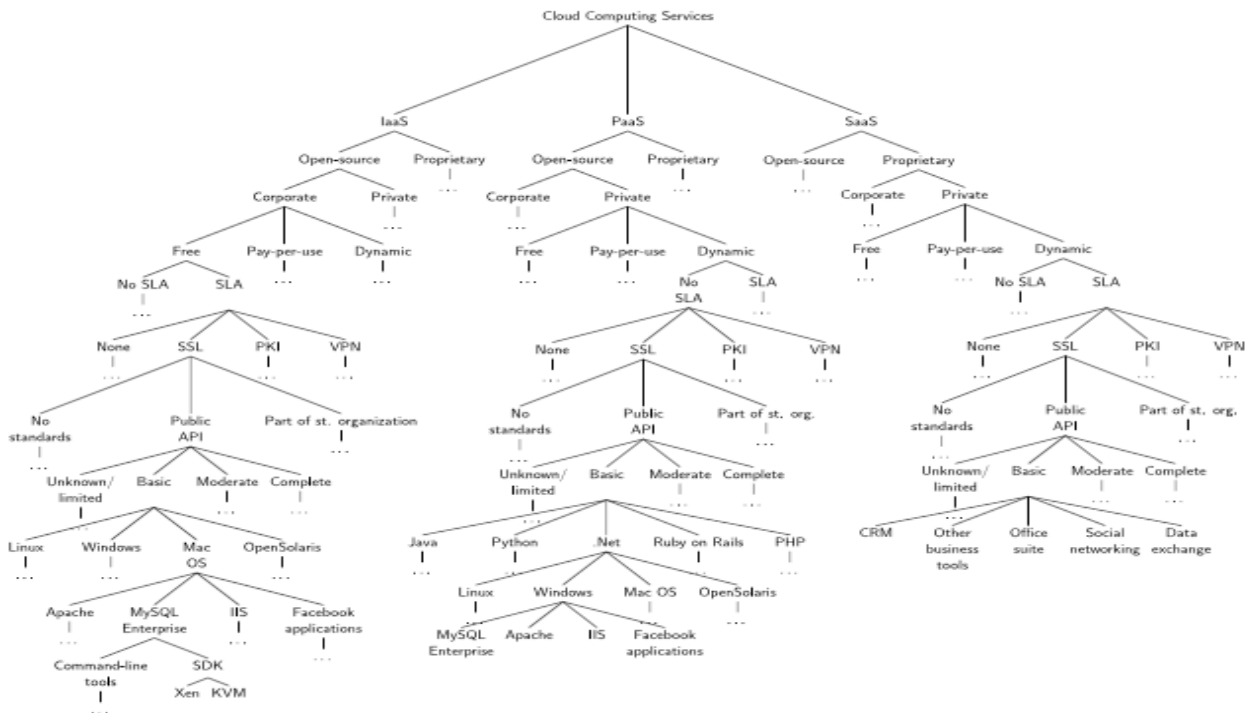 Cloud Computing Services
IaaS PaaS SaaS
Open-source Proprietary Open-source Proprietary Open-source Proprietary
... ... ...
Corporate Private Corporate Private Corporate Private
... ... ...
Free Pay-per-use Dynamic Free Pay-per-use Dynamic Free Pay-per-use Dynamic
... ... ... ... ... ...
No SLA SLA No SLA No SLA SLA
SLA
... ... ...
None SSL PKI VPN None SSL PKI VPN None SSL PKI VPN
... ... ... ... ... ... ... ... ...
No Public Part of st. organization No Public Part of st. org. No Public Part of st. org.
standards API standards API standards API
... ... ... ... ... ...
Unknown/ Basic Moderate Complete Unknown/ Basic Moderate Complete Unknown/ Basic Moderate Complete
limited limited limited
... ... ... ... ... ... ... ... ...
Linux Windows Mac OpenSolaris Java Python .Net Ruby on Rails PHP CRM Other Office Social Data
OS business suite networking exchange
tools
... ... ... ... ... ... ...
Apache MySQL IIS Facebook Linux Windows Mac OS OpenSolaris
Enterprise applications
... ... ... ... ... ...
MySQL Apache IIS Facebook
Enterprise applications
Command-line SDK
tools
Xen KVM
...